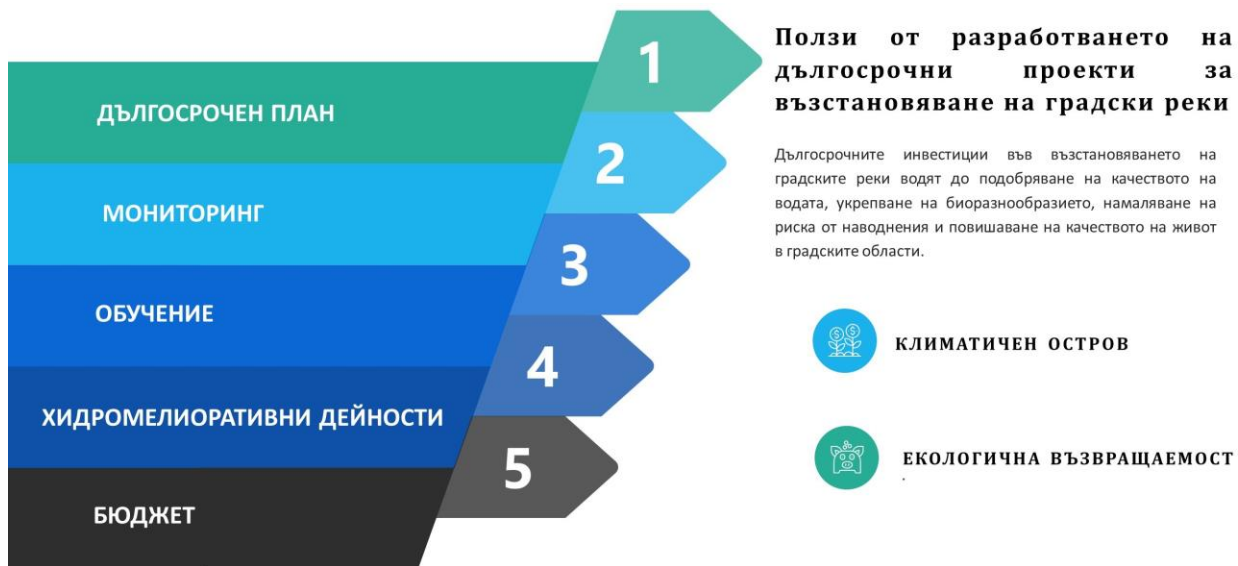 1
ДЪЛГОСРОЧЕН ПЛАН
2
МОНИТОРИНГ
3
ОБУЧЕНИЕ
4
ХИДРОМЕЛИОРАТИВНИ ДЕЙНОСТИ
5
БЮДЖЕТ
Ползи от разработването на
дългосрочни проекти за
възстановяване на градски реки
Дългосрочните инвестиции във възстановяването на
градските реки водят до подобряване на качеството на
водата, укрепване на биоразнообразието, намаляване на
риска от наводнения и повишаване на качеството на живот
в градските области.
КЛИМАТИЧЕН ОСТРОВ
ЕКОЛОГИЧНА ВЪЗВРАЩАЕМОСТ
.